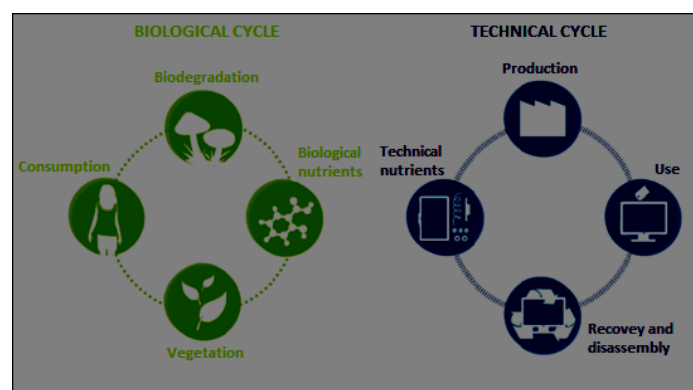 BIOLOGICAL CYCLE
Biodegradation
Consumption
Biological
nutrients
Vegetation
TECHNICAL CYCLE
Production
Technical
nutrients
Use
Recovey and
disassembly